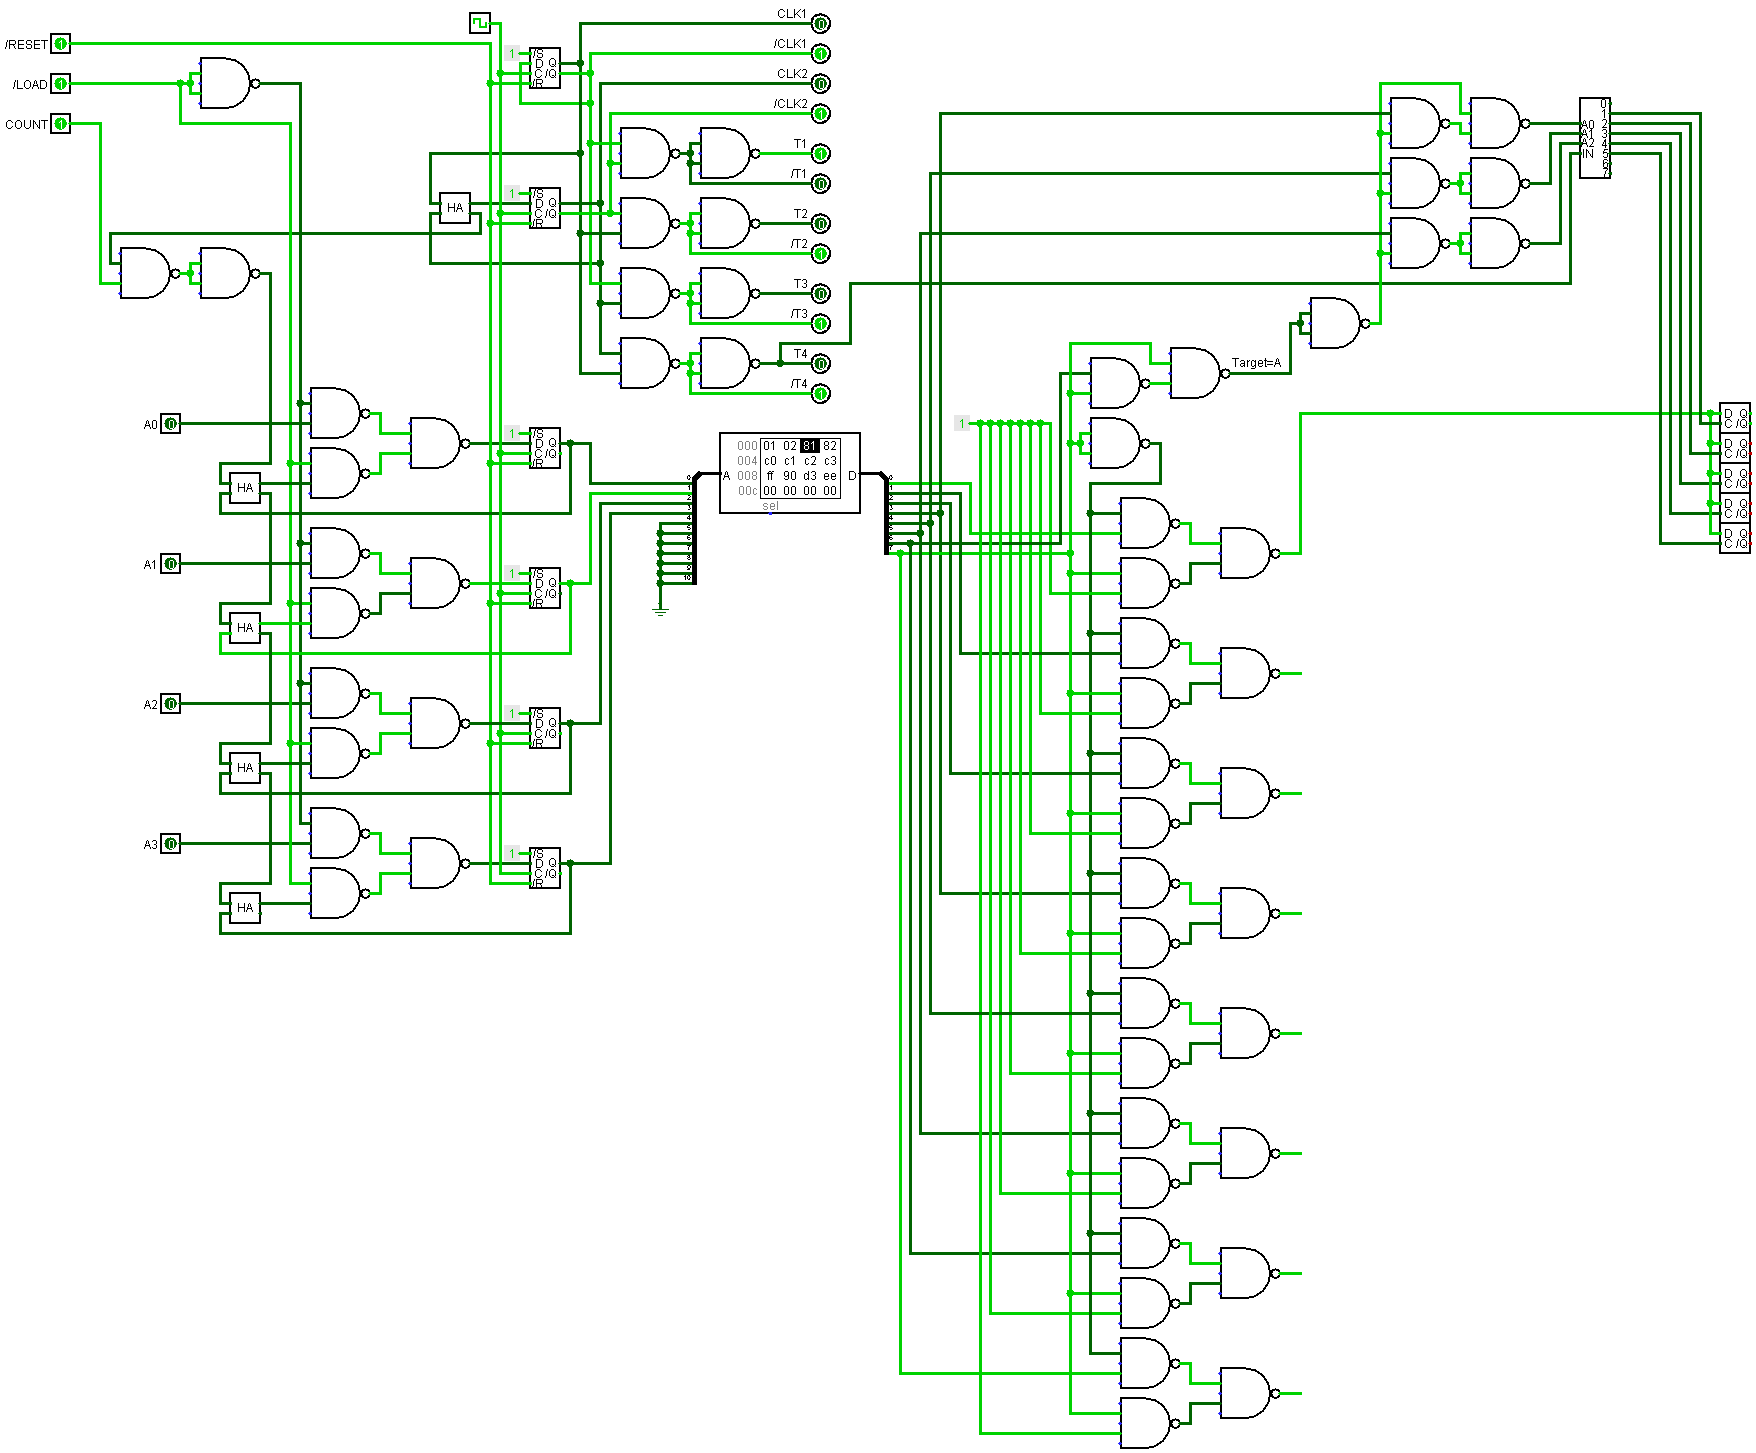 /RESET 1
/LOAD 1
COUNT 1
CLK1 0
/CLK1 1
CLK2 0
/CLK2 1
T1 1
/T1 0
T2 0
/T2 1
T3 0
/T3 1
T4 0
/T4 1
1 /S
D Q
C /Q
/R
HA
1 /S
D Q
C /Q
/R
0
1
A0 2
A1 3
A2 4
IN 5
6
7
Target=A
A0 0
1 /S
D Q
C /Q
/R
HA
A1 0
1 /S
D Q
C /Q
/R
HA
A2 0
1 /S
D Q
C /Q
/R
HA
A3 0
1 /S
D Q
C /Q
/R
HA
000 01 02 81 82
004 c0 c1 c2 c3
A 008 ff 90 d3 ee D
00c 00 00 00 00
sel
1
D Q
C /Q
D Q
C /Q
D Q
C /Q
D Q
C /Q
D Q
C /Q